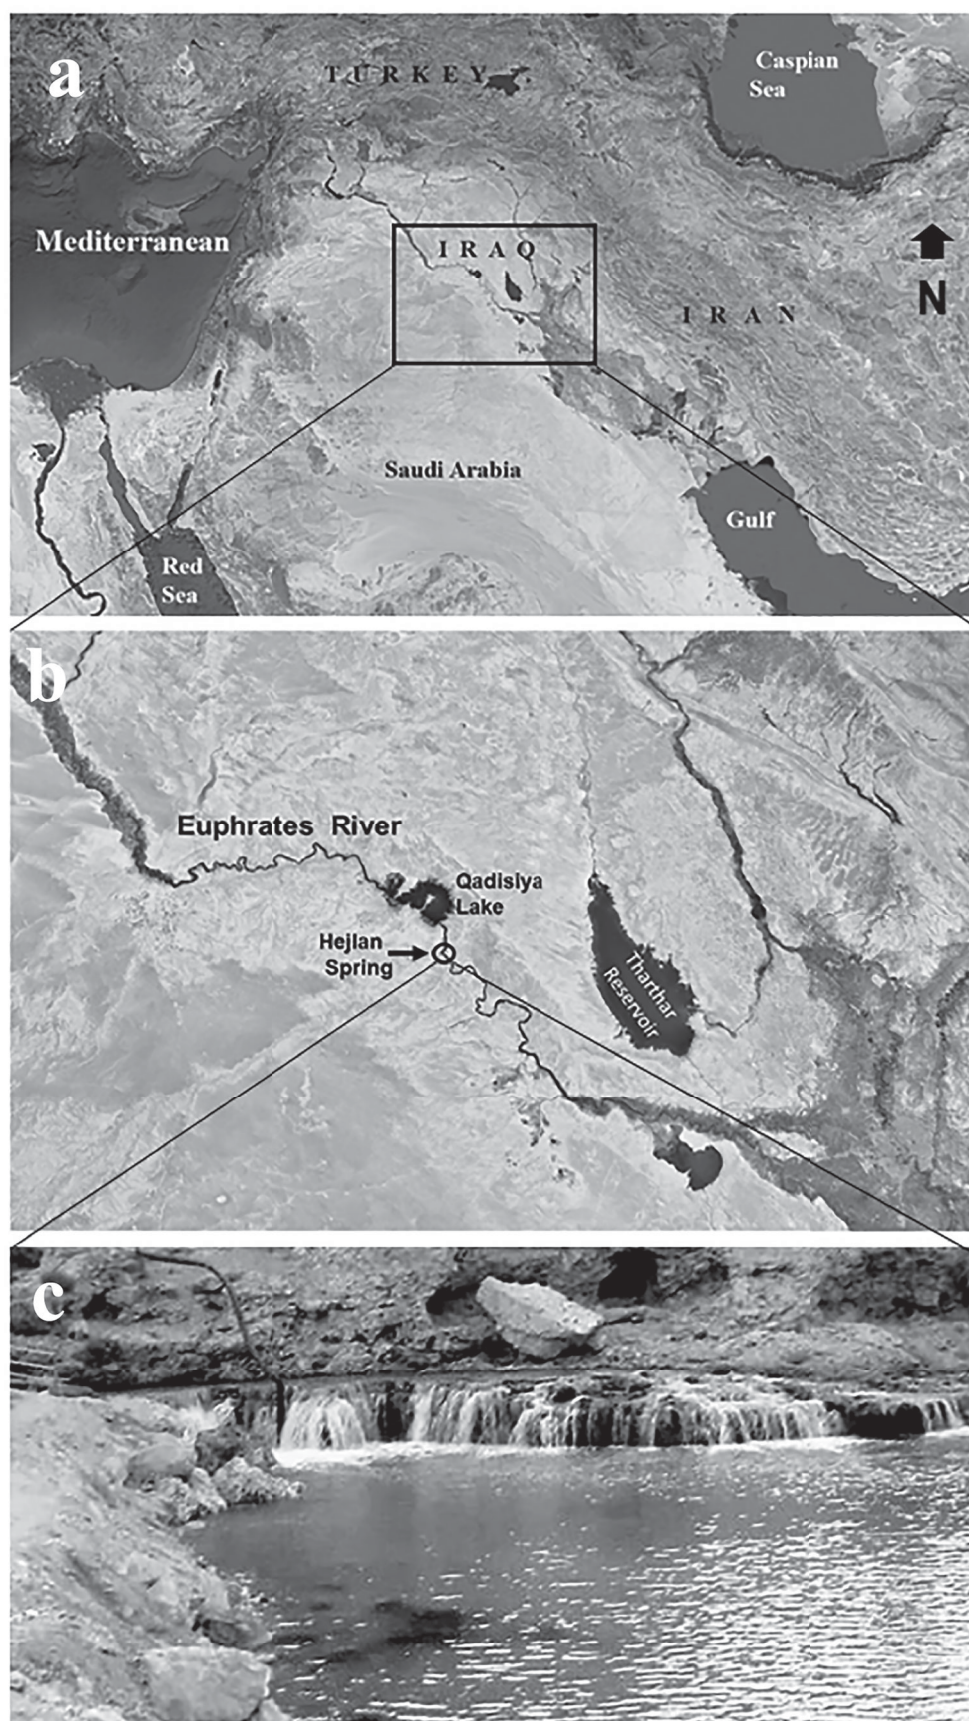 a
TURKEY
Caspian
Sea
Mediterranean
IRAQ
N
IRAN
Saudi Arabia
Gulf
Red
Sea
b
Euphrates River
Qadisiya
Lake
Hejlan
Spring
Tharthar
Reservoir
c